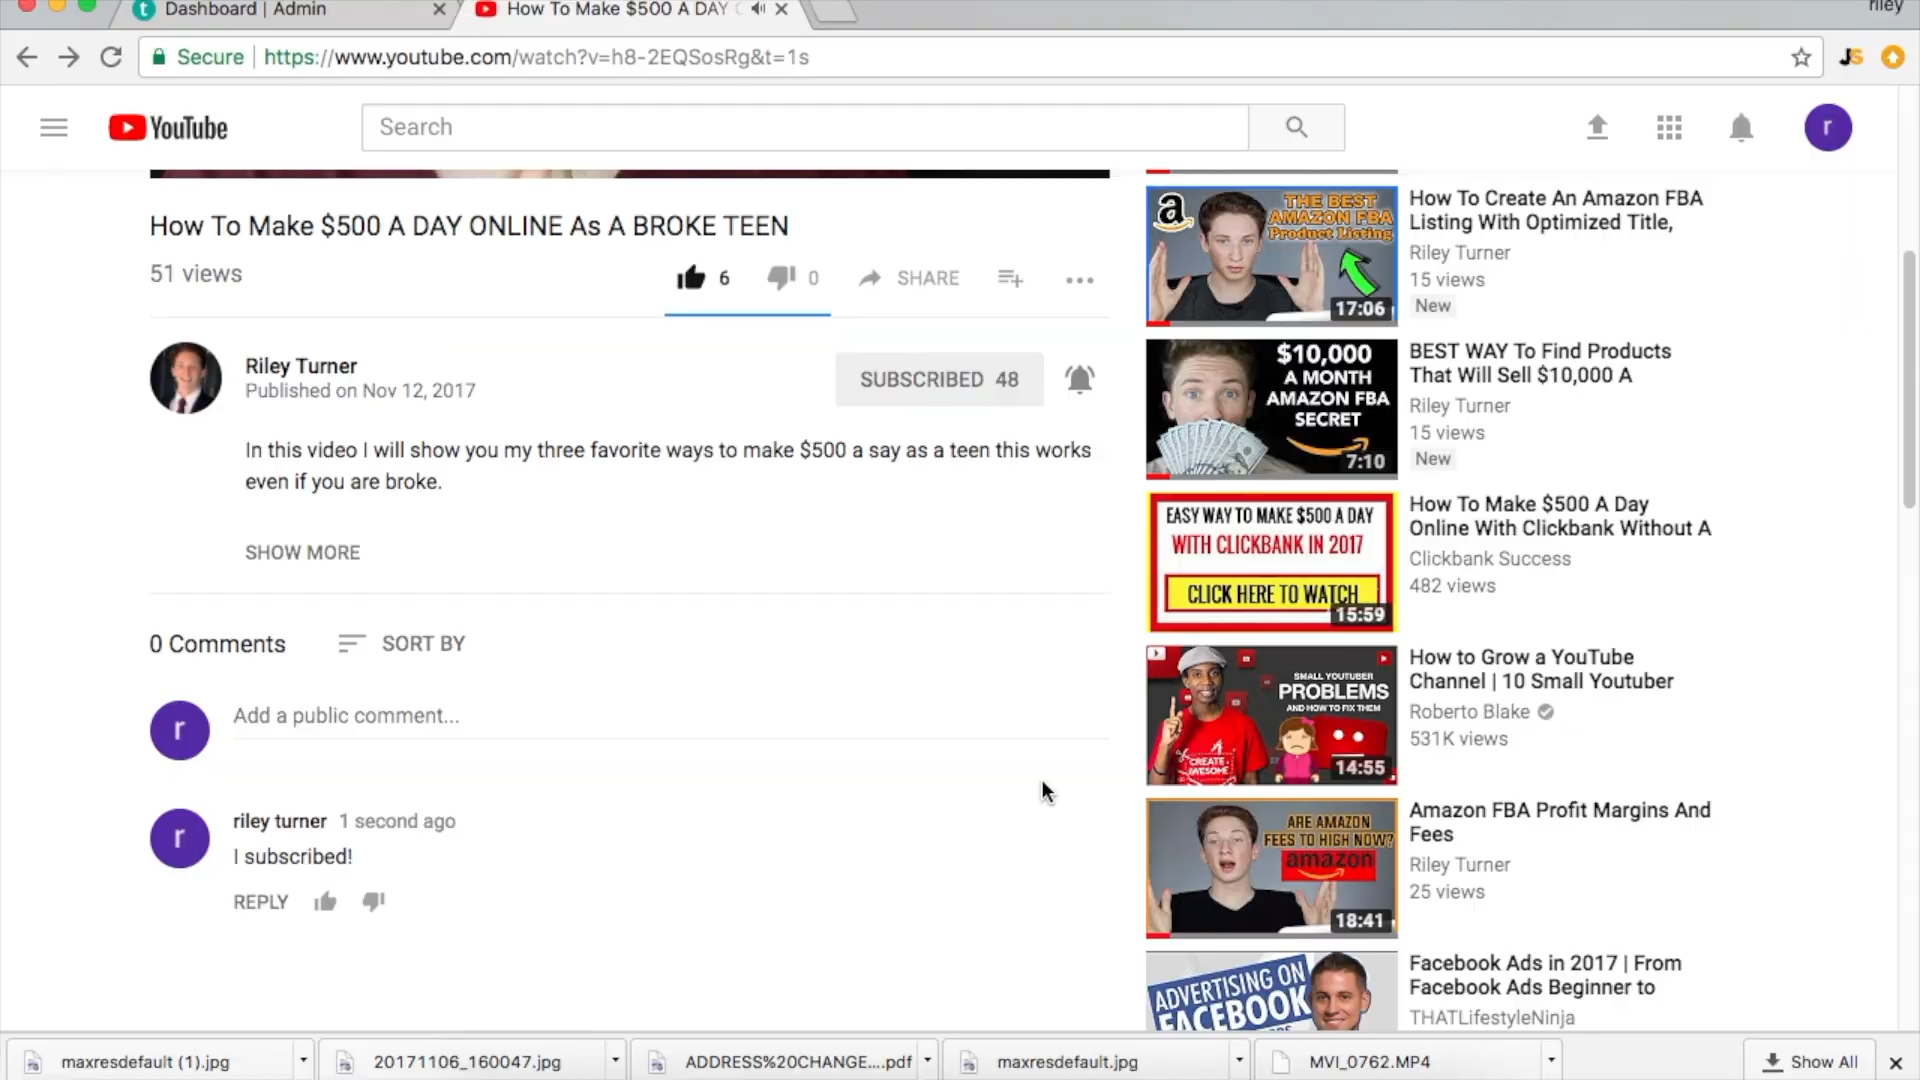 Dashboard | Admin
How To Make $500 A DAY
riley
Secure
https://www.youtube.com/watch?v=h8-2EQSosRg&t=1s
JS
YouTube
Search
r
How To Make $500 A DAY ONLINE As A BROKE TEEN
51 views
6
0
SHARE
Riley Turner
Published on Nov 12, 2017
SUBSCRIBED 48
In this video I will show you my three favorite ways to make $500 a say as a teen this works
even if you are broke.
SHOW MORE
0 Comments
SORT BY
r
Add a public comment...
r
riley turner 1 second ago
I subscribed!
REPLY
a
THE BEST
AMAZON FBA
Product Listing
17:06
How To Create An Amazon FBA
Listing With Optimized Title,
Riley Turner
15 views
New
$10,000
A MONTH
AMAZON FBA
SECRET
7:10
BEST WAY To Find Products
That Will Sell $10,000 A
Riley Turner
15 views
New
EASY WAY TO MAKE $500 A DAY
WITH CLICKBANK IN 2017
CLICK HERE TO WATCH
15:59
How To Make $500 A Day
Online With Clickbank Without A
Clickbank Success
482 views
SMALL YOUTUBER
PROBLEMS
AND HOW TO FIX THEM
CREATE
AWESOME
14:55
How to Grow a YouTube
Channel | 10 Small Youtuber
Roberto Blake
531K views
ARE AMAZON
FEES TO HIGH NOW?
amazon
18:41
Amazon FBA Profit Margins And
Fees
Riley Turner
25 views
ADVERTISING ON
FACEBOOK
Facebook Ads in 2017 | From
Facebook Ads Beginner to
THATLifestyleNinja
maxresdefault (1).jpg
20171106_160047.jpg
ADDRESS%20CHANGE....pdf
maxresdefault.jpg
MVI_0762.MP4
Show All